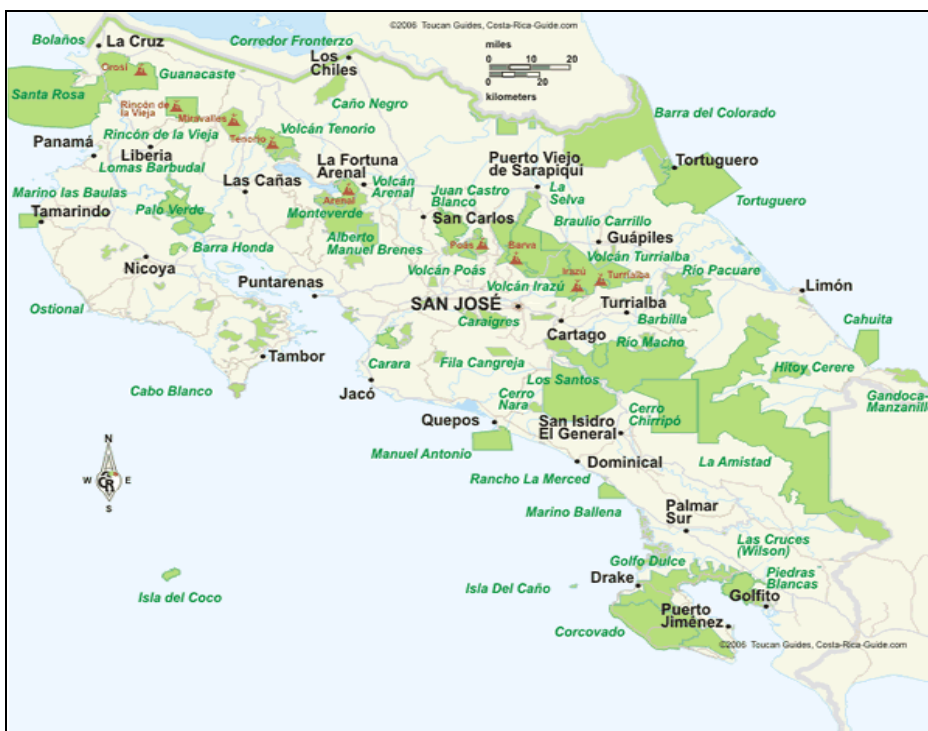 ©2006 Toucan Guides, Costa-Rica-Guide.com
Bolaños
La Cruz
Corredor Fronterzo
Los
Chiles
miles
0 10 20
0 20
kilometers
Orosí
Guanacaste
Santa Rosa
Caño Negro
Rincón de
la Vieja
Miravalles
Barra del Colorado
Volcán Tenorio
Rincón de la Vieja
Tenorio
Panamá
Liberia
Lomas Barbudal
La Fortuna
Arenal
Puerto Viejo
de Sarapiquí
Tortuguero
Las Cañas
Volcán
Arenal
Juan Castro
Blanco
La
Selva
Marino las Baulas
Arenal
Tortuguero
Tamarindo
Palo Verde
Monteverde
San Carlos
Braulio Carrillo
Alberto
Manuel Brenes
Guápiles
Barra Honda
Poás
Barva
Volcán Turrialba
Nicoya
Volcán Poás
Irazú
Turrialba
Río Pacuare
Puntarenas
Volcán Irazú
Limón
Ostional
SAN JOSÉ
Turrialba
Caraigres
Barbilla
Cahuita
Cartago
Río Macho
Tambor
Carara
Fila Cangreja
Hitoy Cerere
Cabo Blanco
Los Santos
Jacó
Cerro
Nara
Gandoca-
Manzanillo
Quepos
San Isidro
El General
Cerro
Chirripó
N
W
E
CR
S
Manuel Antonio
Dominical
La Amistad
Rancho La Merced
Marino Ballena
Palmar
Sur
Las Cruces
(Wilson)
Golfo Dulce
Isla del Coco
Isla Del Caño
Drake
Piedras
Blancas
Golfito
Puerto
Jiménez
Corcovado
©2006 Toucan Guides, Costa-Rica-Guide.com